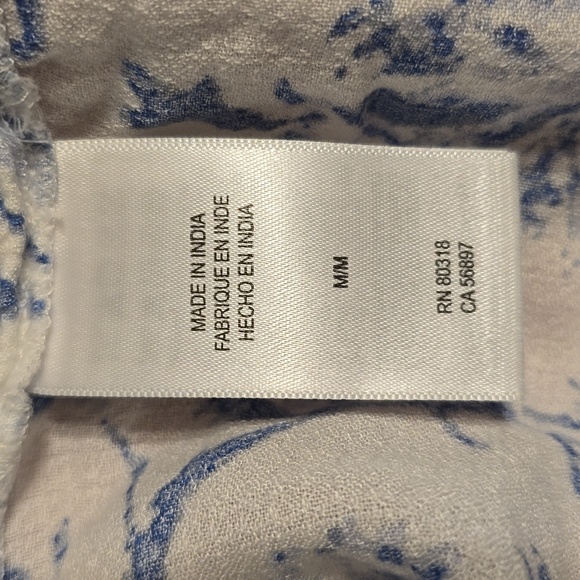 MADE IN INDIA
FABRIQUE EN INDE
HECHO EN INDIA
M/M
RN 80318
CA 56897